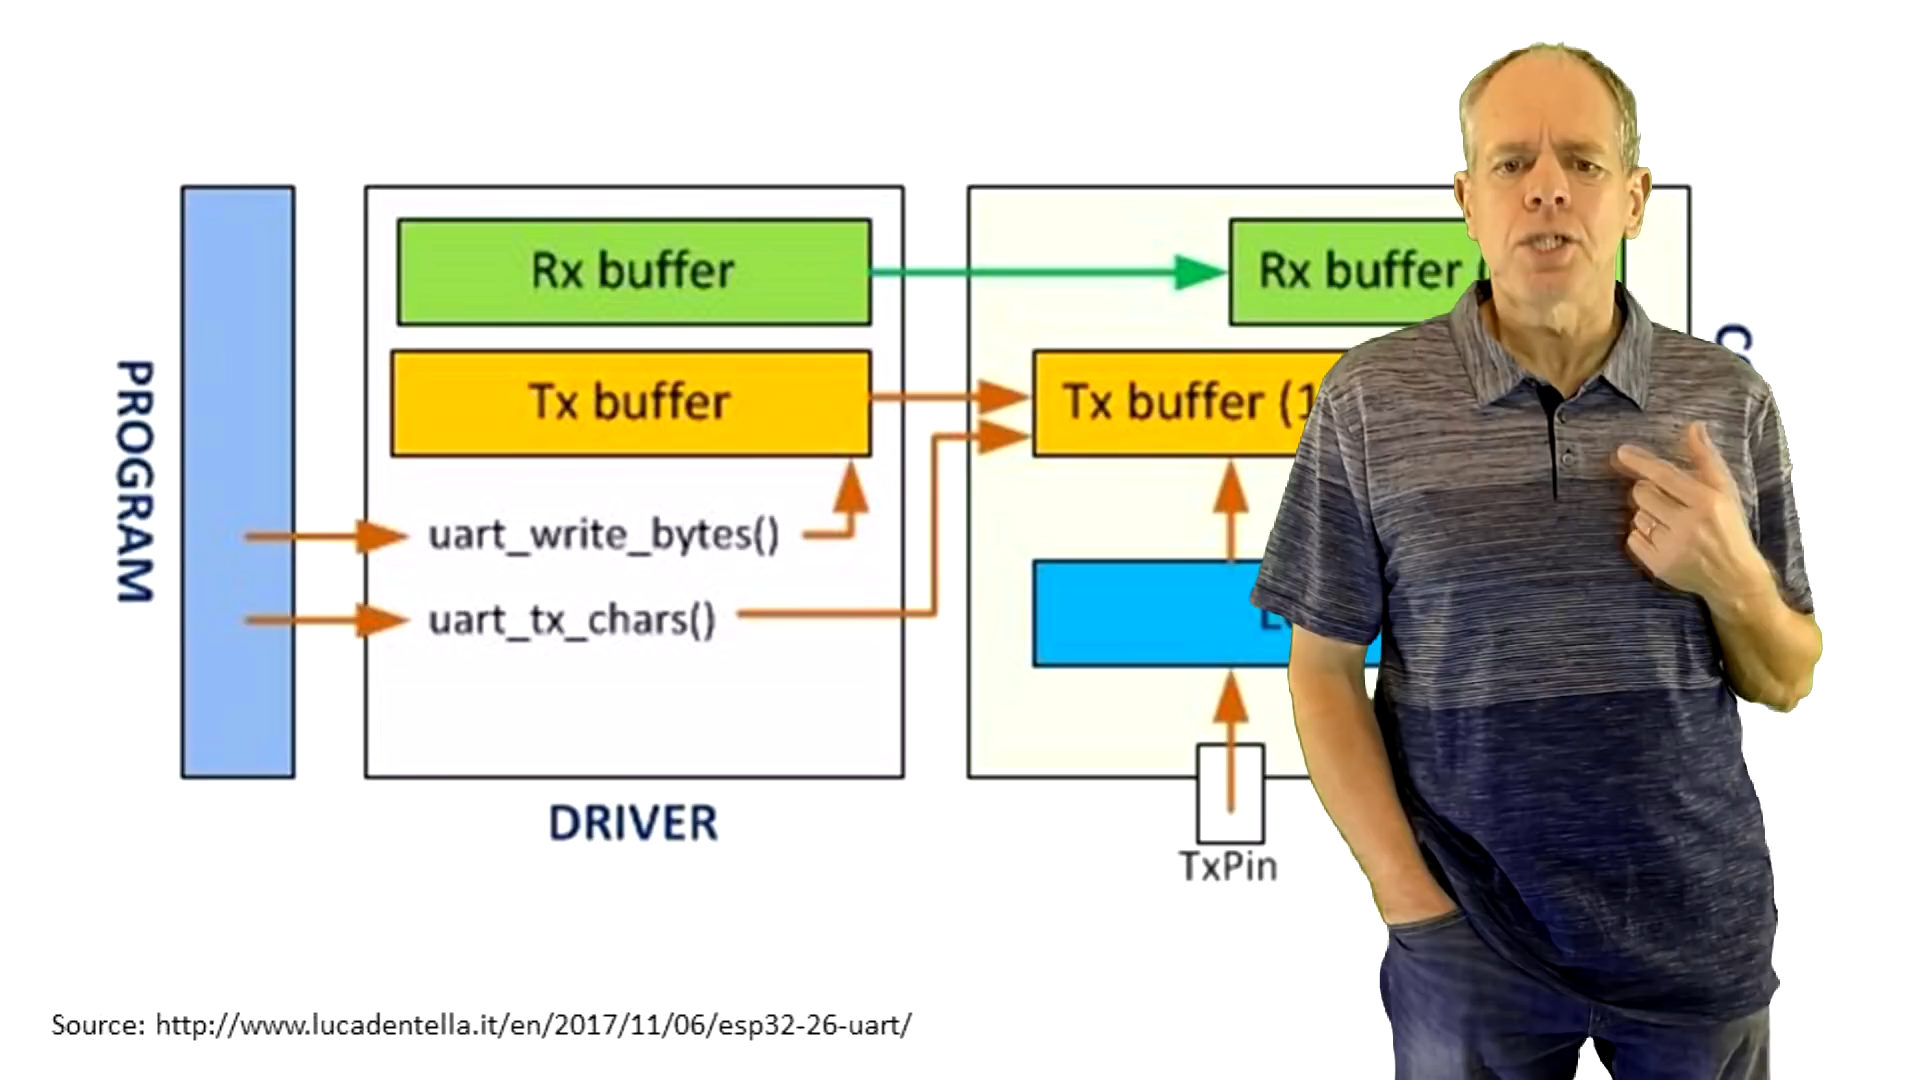 PROGRAM
Rx buffer
Rx buffer
Tx buffer
Tx buffer (1
uart_write_bytes()
uart_tx_chars()
DRIVER
TxPin
Source: http://www.lucadentella.it/en/2017/11/06/esp32-26-uart/